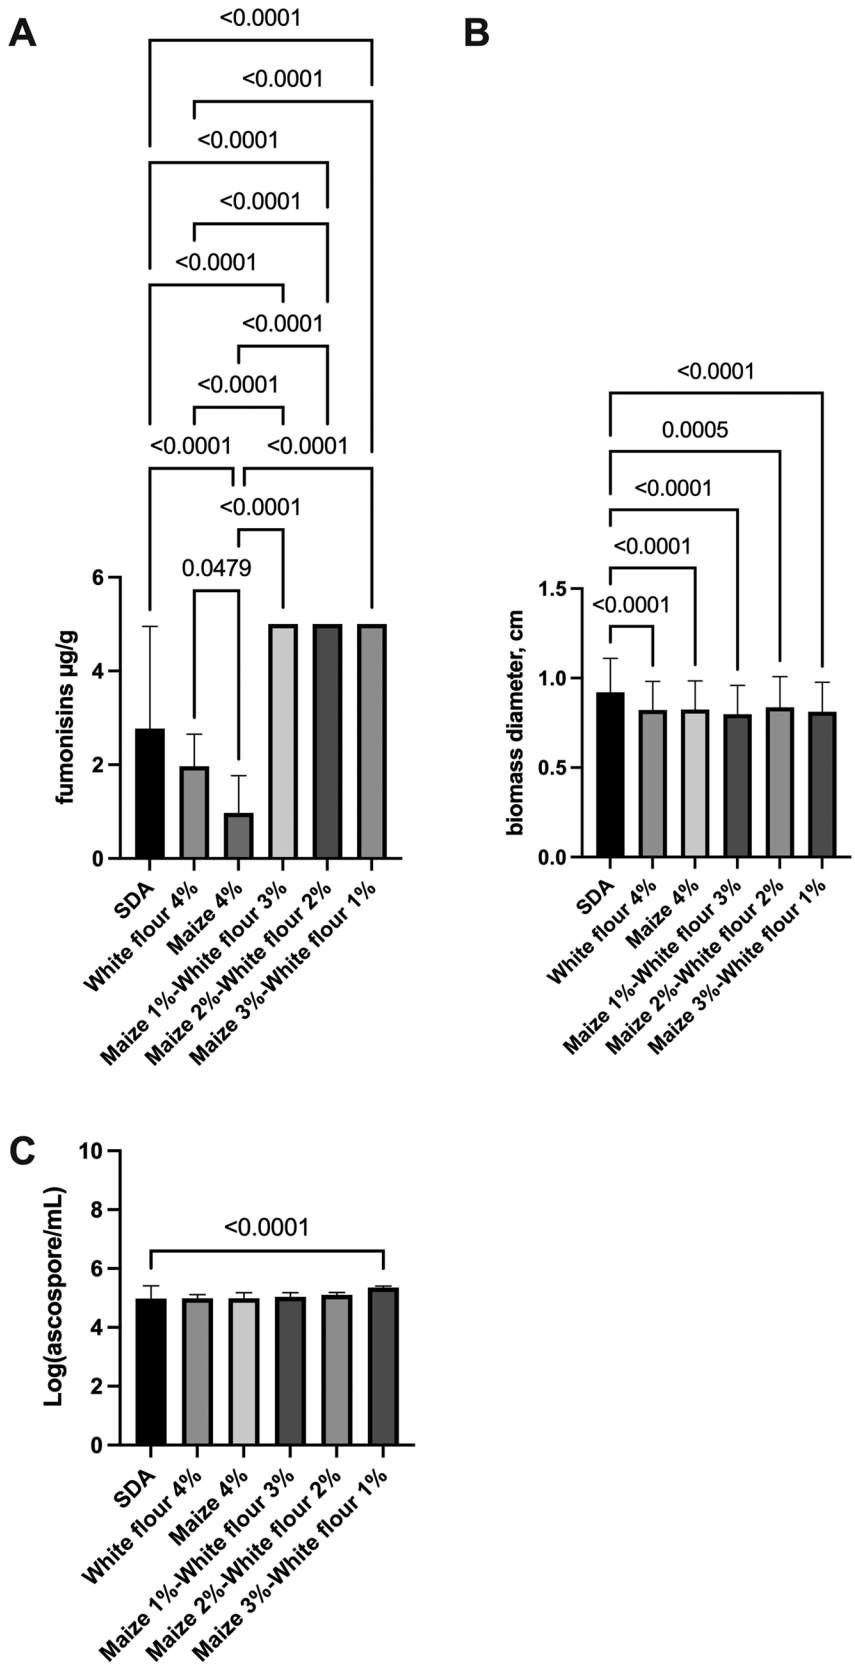 A
<0.0001
<0.0001
<0.0001
<0.0001
<0.0001
<0.0001
<0.0001
<0.0001 <0.0001
<0.0001
0.0479
fumonisins µg/g
6
4
2
0
SDA
White flour 4%
Maize 4%
Maize 1%-White flour 3%
Maize 2%-White flour 2%
Maize 3%-White flour 1%
B
<0.0001
0.0005
<0.0001
<0.0001
<0.0001
biomass diameter, cm
1.5
1.0
0.5
0.0
SDA
White flour 4%
Maize 4%
Maize 1%-White flour 3%
Maize 2%-White flour 2%
Maize 3%-White flour 1%
C
<0.0001
Log(ascospore/mL)
10
8
6
4
2
0
SDA
White flour 4%
Maize 4%
Maize 1%-White flour 3%
Maize 2%-White flour 2%
Maize 3%-White flour 1%